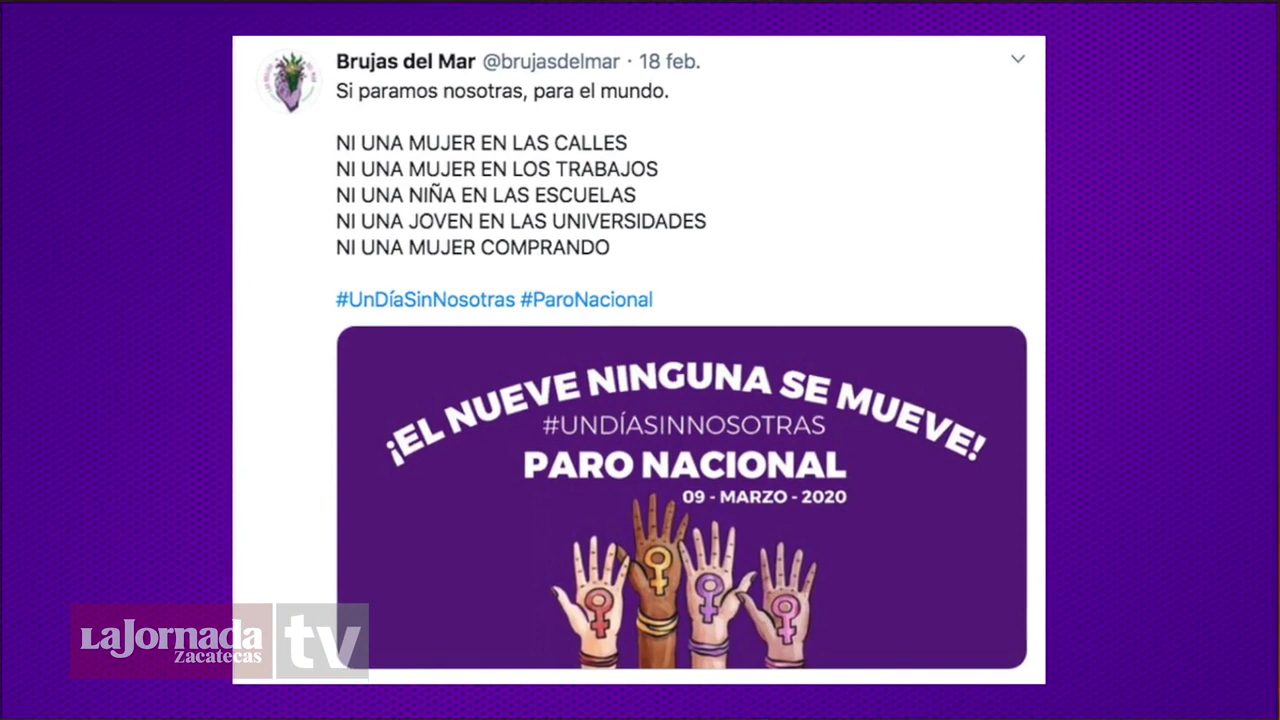 Brujas del Mar @brujasdelmar · 18 feb.
Si paramos nosotras, para el mundo.
NI UNA MUJER EN LAS CALLES
NI UNA MUJER EN LOS TRABAJOS
NI UNA NIÑA EN LAS ESCUELAS
NI UNA JOVEN EN LAS UNIVERSIDADES
NI UNA MUJER COMPRANDO
#UnDíaSinNosotras #ParoNacional
¡EL NUEVE NINGUNA SE MUEVE!
#UNDÍASINNOSOTRAS
PARO NACIONAL
09 - MARZO - 2020
LaJornada
Zacatecas
tv